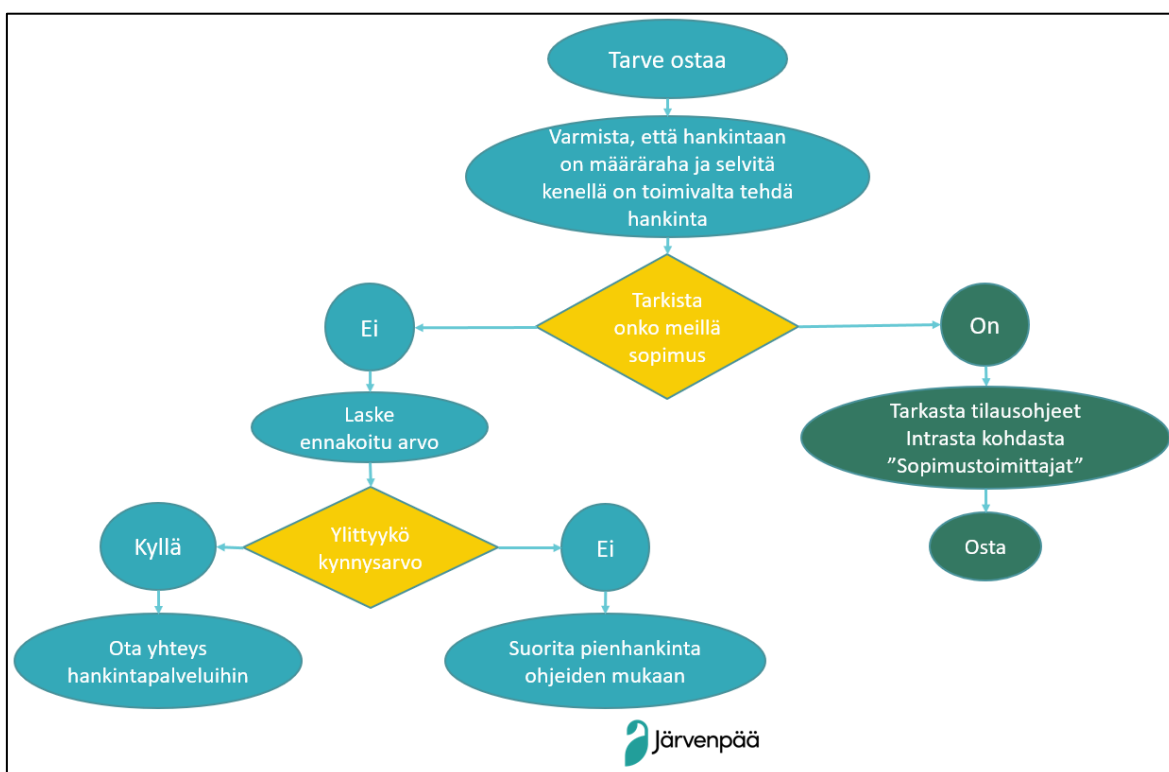 Tarve ostaa
Varmista, että hankintaan
on määräraha ja selvitä
kenellä on toimivalta tehdä
hankinta
Tarkista
onko meillä
sopimus
Ei
On
Laske
ennakoitu arvo
Tarkasta tilausohjeet
Intrasta kohdasta
”Sopimustoimittajat”
Ylittyykö
kynnysarvo
Kyllä
Ei
Osta
Ota yhteys
hankintapalveluihin
Suorita pienhankinta
ohjeiden mukaan
Järvenpää